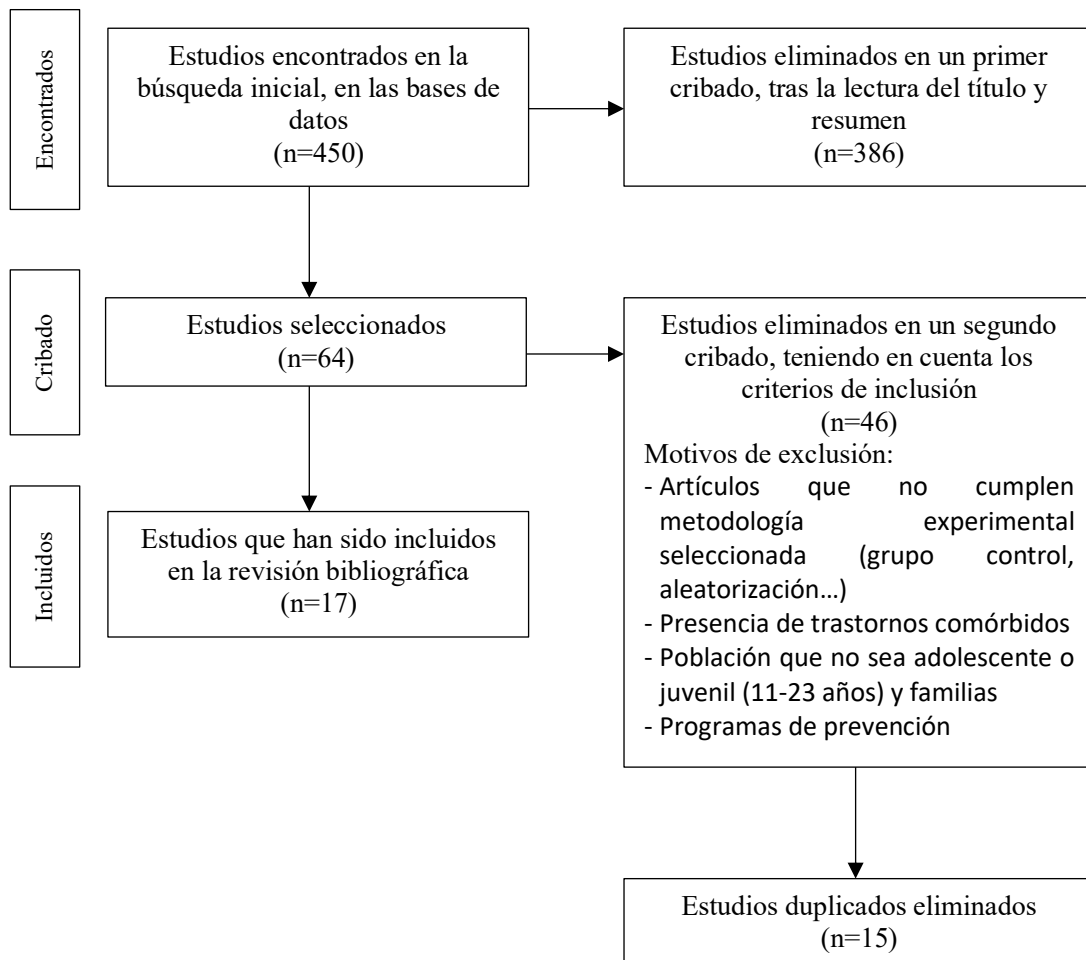 Encontrados
Estudios encontrados en la
búsqueda inicial, en las bases de
datos
(n=450)
Estudios eliminados en un primer
cribado, tras la lectura del título y
resumen
(n=386)
Cribado
Estudios seleccionados
(n=64)
Estudios eliminados en un segundo
cribado, teniendo en cuenta los
criterios de inclusión
(n=46)
Motivos de exclusión:
- Artículos que no cumplen
metodología experimental
seleccionada (grupo control,
aleatorización...)
- Presencia de trastornos comórbidos
- Población que no sea adolescente o
juvenil (11-23 años) y familias
- Programas de prevención
Incluidos
Estudios que han sido incluidos
en la revisión bibliográfica
(n=17)
Estudios duplicados eliminados
(n=15)